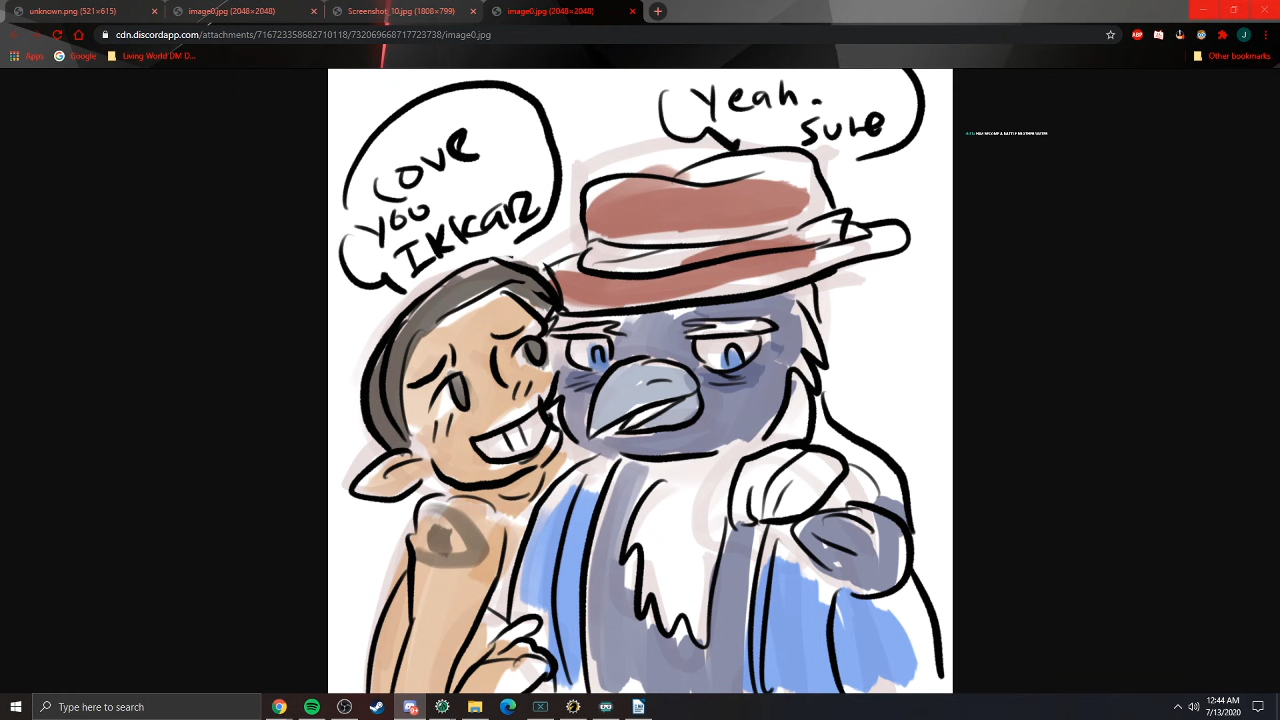 unknown.png (521×615)
image0.jpg (2048×2048)
Screenshot_10.jpg (1808×799)
image0.jpg (2048×2048)
cdn.discordapp.com/attachments/716723358682710118/732069668717723738/image0.jpg
ABP
J
Apps
Google
Living World DM D...
Other bookmarks
Love
you
IKKar
Yeah.
sure
Type here to search
12:44 AM
7/13/2020